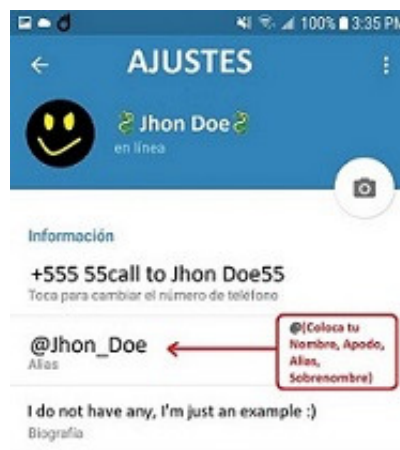 100% 3:35 PM
AJUSTES
Jhon Doe
en línea
Información
+555 55call to Jhon Doe55
Toca para cambiar el número de teléfono
@Jhon_Doe
Alias
@(Coloca tu
Nombre, Apodo,
Alias,
Sobrenombre)
I do not have any, I'm just an example :)
Biografía